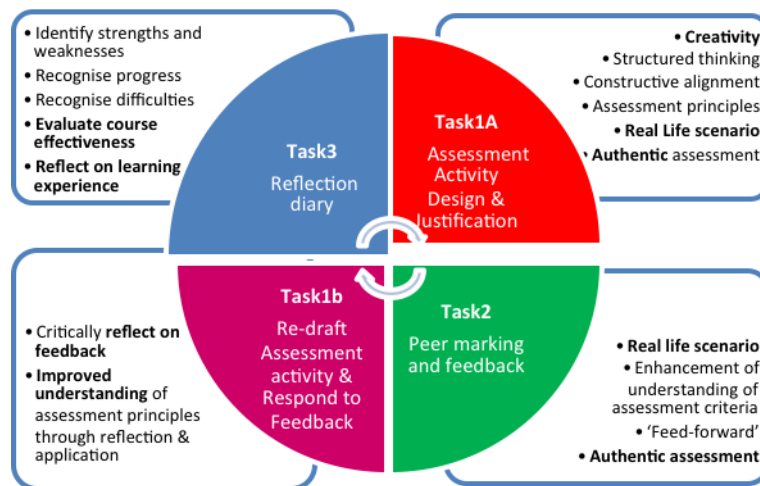 • Identify strengths and
weaknesses
• Recognise progress
• Recognise difficulties
• Evaluate course
effectiveness
• Reflect on learning
experience
Task3
Reflection
diary
Task1A
Assessment
Activity
Design &
Justification
• Creativity
• Structured thinking
• Constructive alignment
• Assessment principles
• Real Life scenario
• Authentic assessment
• Critically reflect on
feedback
• Improved
understanding of
assessment principles
through reflection &
application
Task1b
Re-draft
Assessment
activity &
Respond to
Feedback
Task2
Peer marking
and feedback
• Real life scenario
• Enhancement of
understanding of
assessment criteria
• ‘Feed-forward’
• Authentic assessment